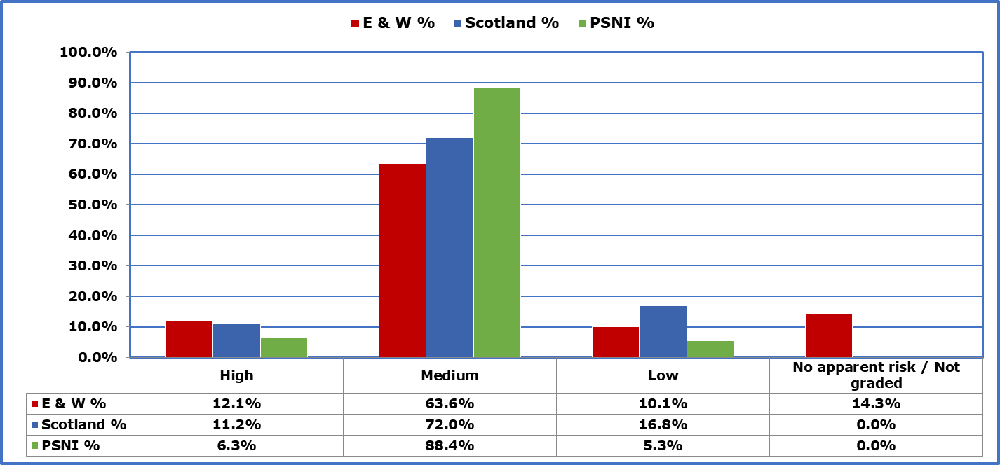 E & W % Scotland % PSNI %
100.0%
90.0%
80.0%
70.0%
60.0%
50.0%
40.0%
30.0%
20.0%
10.0%
0.0%
High Medium Low No apparent risk / Not
graded
E & W % 12.1% 63.6% 10.1% 14.3%
Scotland % 11.2% 72.0% 16.8% 0.0%
PSNI % 6.3% 88.4% 5.3% 0.0%